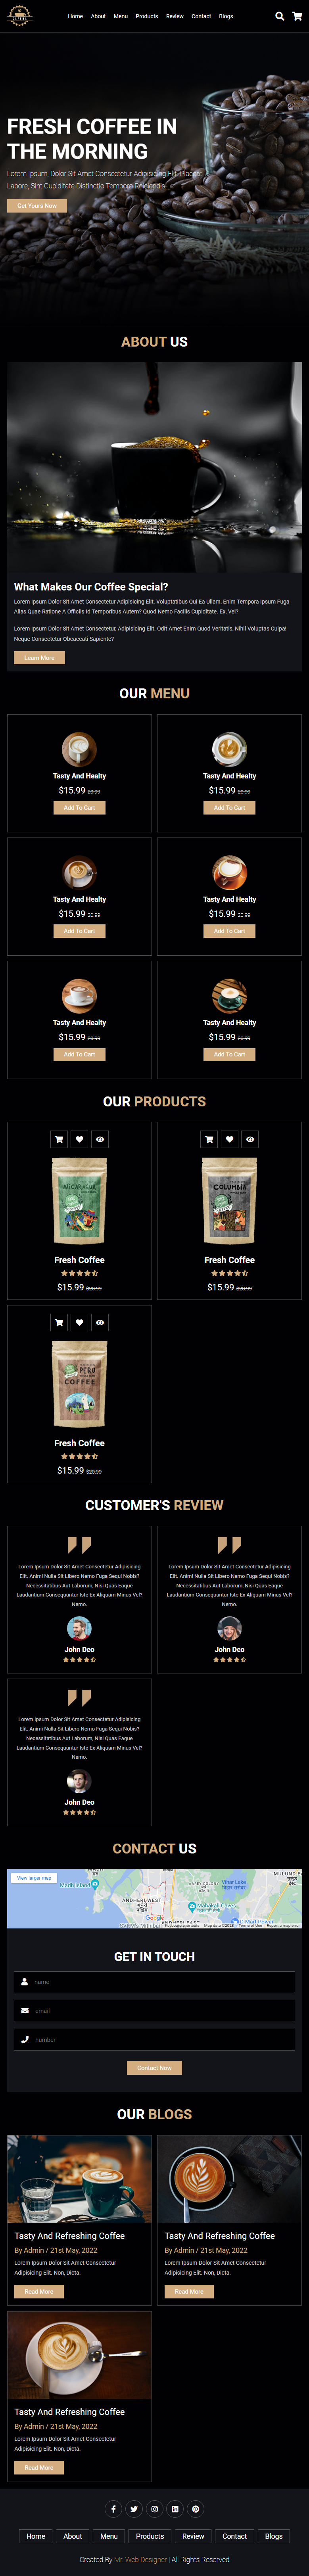 Home About Menu Products Review Contact Blogs
FRESH COFFEE IN
THE MORNING
Lorem Ipsum, Dolor Sit Amet Consectetur Adipisicing Elit. Placeat
Labore, Sint Cupiditate Distinctio Tempora Reiciendis.
Get Yours Now
ABOUT US
What Makes Our Coffee Special?
Lorem Ipsum Dolor Sit Amet Consectetur Adipisicing Elit. Voluptatibus Qui Ea Ullam, Enim Tempora Ipsum Fuga
Alias Quae Ratione A Officiis Id Temporibus Autem? Quod Nemo Facilis Cupiditate. Ex, Vel?
Lorem Ipsum Dolor Sit Amet Consectetur, Adipisicing Elit. Odit Amet Enim Quod Veritatis, Nihil Voluptas Culpa!
Neque Consectetur Obcaecati Sapiente?
Learn More
OUR MENU
Tasty And Healty
$15.99 20.99
Add To Cart
Tasty And Healty
$15.99 20.99
Add To Cart
Tasty And Healty
$15.99 20.99
Add To Cart
Tasty And Healty
$15.99 20.99
Add To Cart
Tasty And Healty
$15.99 20.99
Add To Cart
Tasty And Healty
$15.99 20.99
Add To Cart
OUR PRODUCTS
NICARAGUA
Fresh Coffee
$15.99 $20.99
COLUMBIA
Fresh Coffee
$15.99 $20.99
PERU
COFFEE
Fresh Coffee
$15.99 $20.99
CUSTOMER'S REVIEW
Lorem Ipsum Dolor Sit Amet Consectetur Adipisicing
Elit. Animi Nulla Sit Libero Nemo Fuga Sequi Nobis?
Necessitatibus Aut Laborum, Nisi Quas Eaque
Laudantium Consequuntur Iste Ex Aliquam Minus Vel?
Nemo.
John Deo
Lorem Ipsum Dolor Sit Amet Consectetur Adipisicing
Elit. Animi Nulla Sit Libero Nemo Fuga Sequi Nobis?
Necessitatibus Aut Laborum, Nisi Quas Eaque
Laudantium Consequuntur Iste Ex Aliquam Minus Vel?
Nemo.
John Deo
Lorem Ipsum Dolor Sit Amet Consectetur Adipisicing
Elit. Animi Nulla Sit Libero Nemo Fuga Sequi Nobis?
Necessitatibus Aut Laborum, Nisi Quas Eaque
Laudantium Consequuntur Iste Ex Aliquam Minus Vel?
Nemo.
John Deo
CONTACT US
View larger map
ANDHERI WEST
Mahakali Caves
Vihar Lake
Google
Keyboard shortcuts Map data ©2024 Terms of Use Report a map error
GET IN TOUCH
name
email
number
Contact Now
OUR BLOGS
Tasty And Refreshing Coffee
By Admin / 21st May, 2022
Lorem Ipsum Dolor Sit Amet Consectetur
Adipisicing Elit. Non, Dicta.
Read More
Tasty And Refreshing Coffee
By Admin / 21st May, 2022
Lorem Ipsum Dolor Sit Amet Consectetur
Adipisicing Elit. Non, Dicta.
Read More
Tasty And Refreshing Coffee
By Admin / 21st May, 2022
Lorem Ipsum Dolor Sit Amet Consectetur
Adipisicing Elit. Non, Dicta.
Read More
Home About Menu Products Review Contact Blogs
Created By Mr. Web Designer | All Rights Reserved